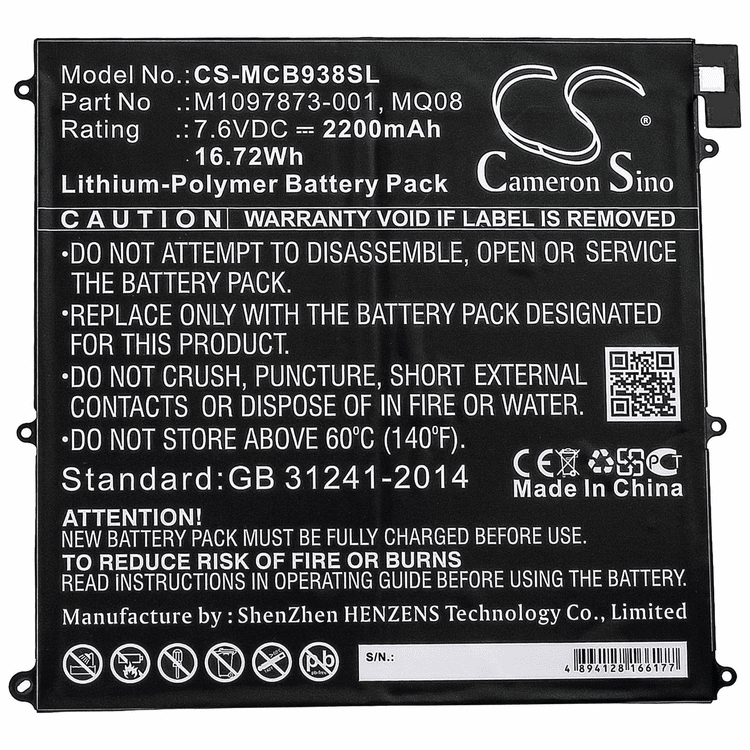 Model No.:CS-MCB938SL
Part No :M1097873-001, MQ08
Rating :7.6VDC ⎓ 2200mAh
16.72Wh
Lithium-Polymer Battery Pack
Cameron Sino
®
CAUTION WARRANTY VOID IF LABEL IS REMOVED
•DO NOT ATTEMPT TO DISASSEMBLE, OPEN OR SERVICE
THE BATTERY PACK.
•REPLACE ONLY WITH THE BATTERY PACK DESIGNATED
FOR THIS PRODUCT.
•DO NOT CRUSH, PUNCTURE, SHORT EXTERNAL
CONTACTS OR DISPOSE OF IN FIRE OR WATER.
•DO NOT STORE ABOVE 60°C (140°F).
Standard:GB 31241-2014
CE
Made In China
ATTENTION!
NEW BATTERY PACK MUST BE FULLY CHARGED BEFORE USE.
TO REDUCE RISK OF FIRE OR BURNS
READ INSTRUCTIONS IN OPERATING GUIDE BEFORE USING THE BATTERY.
Manufacture by : ShenZhen HENZENS Technology Co., Limited
pb
S/N.:
4 894128 166177